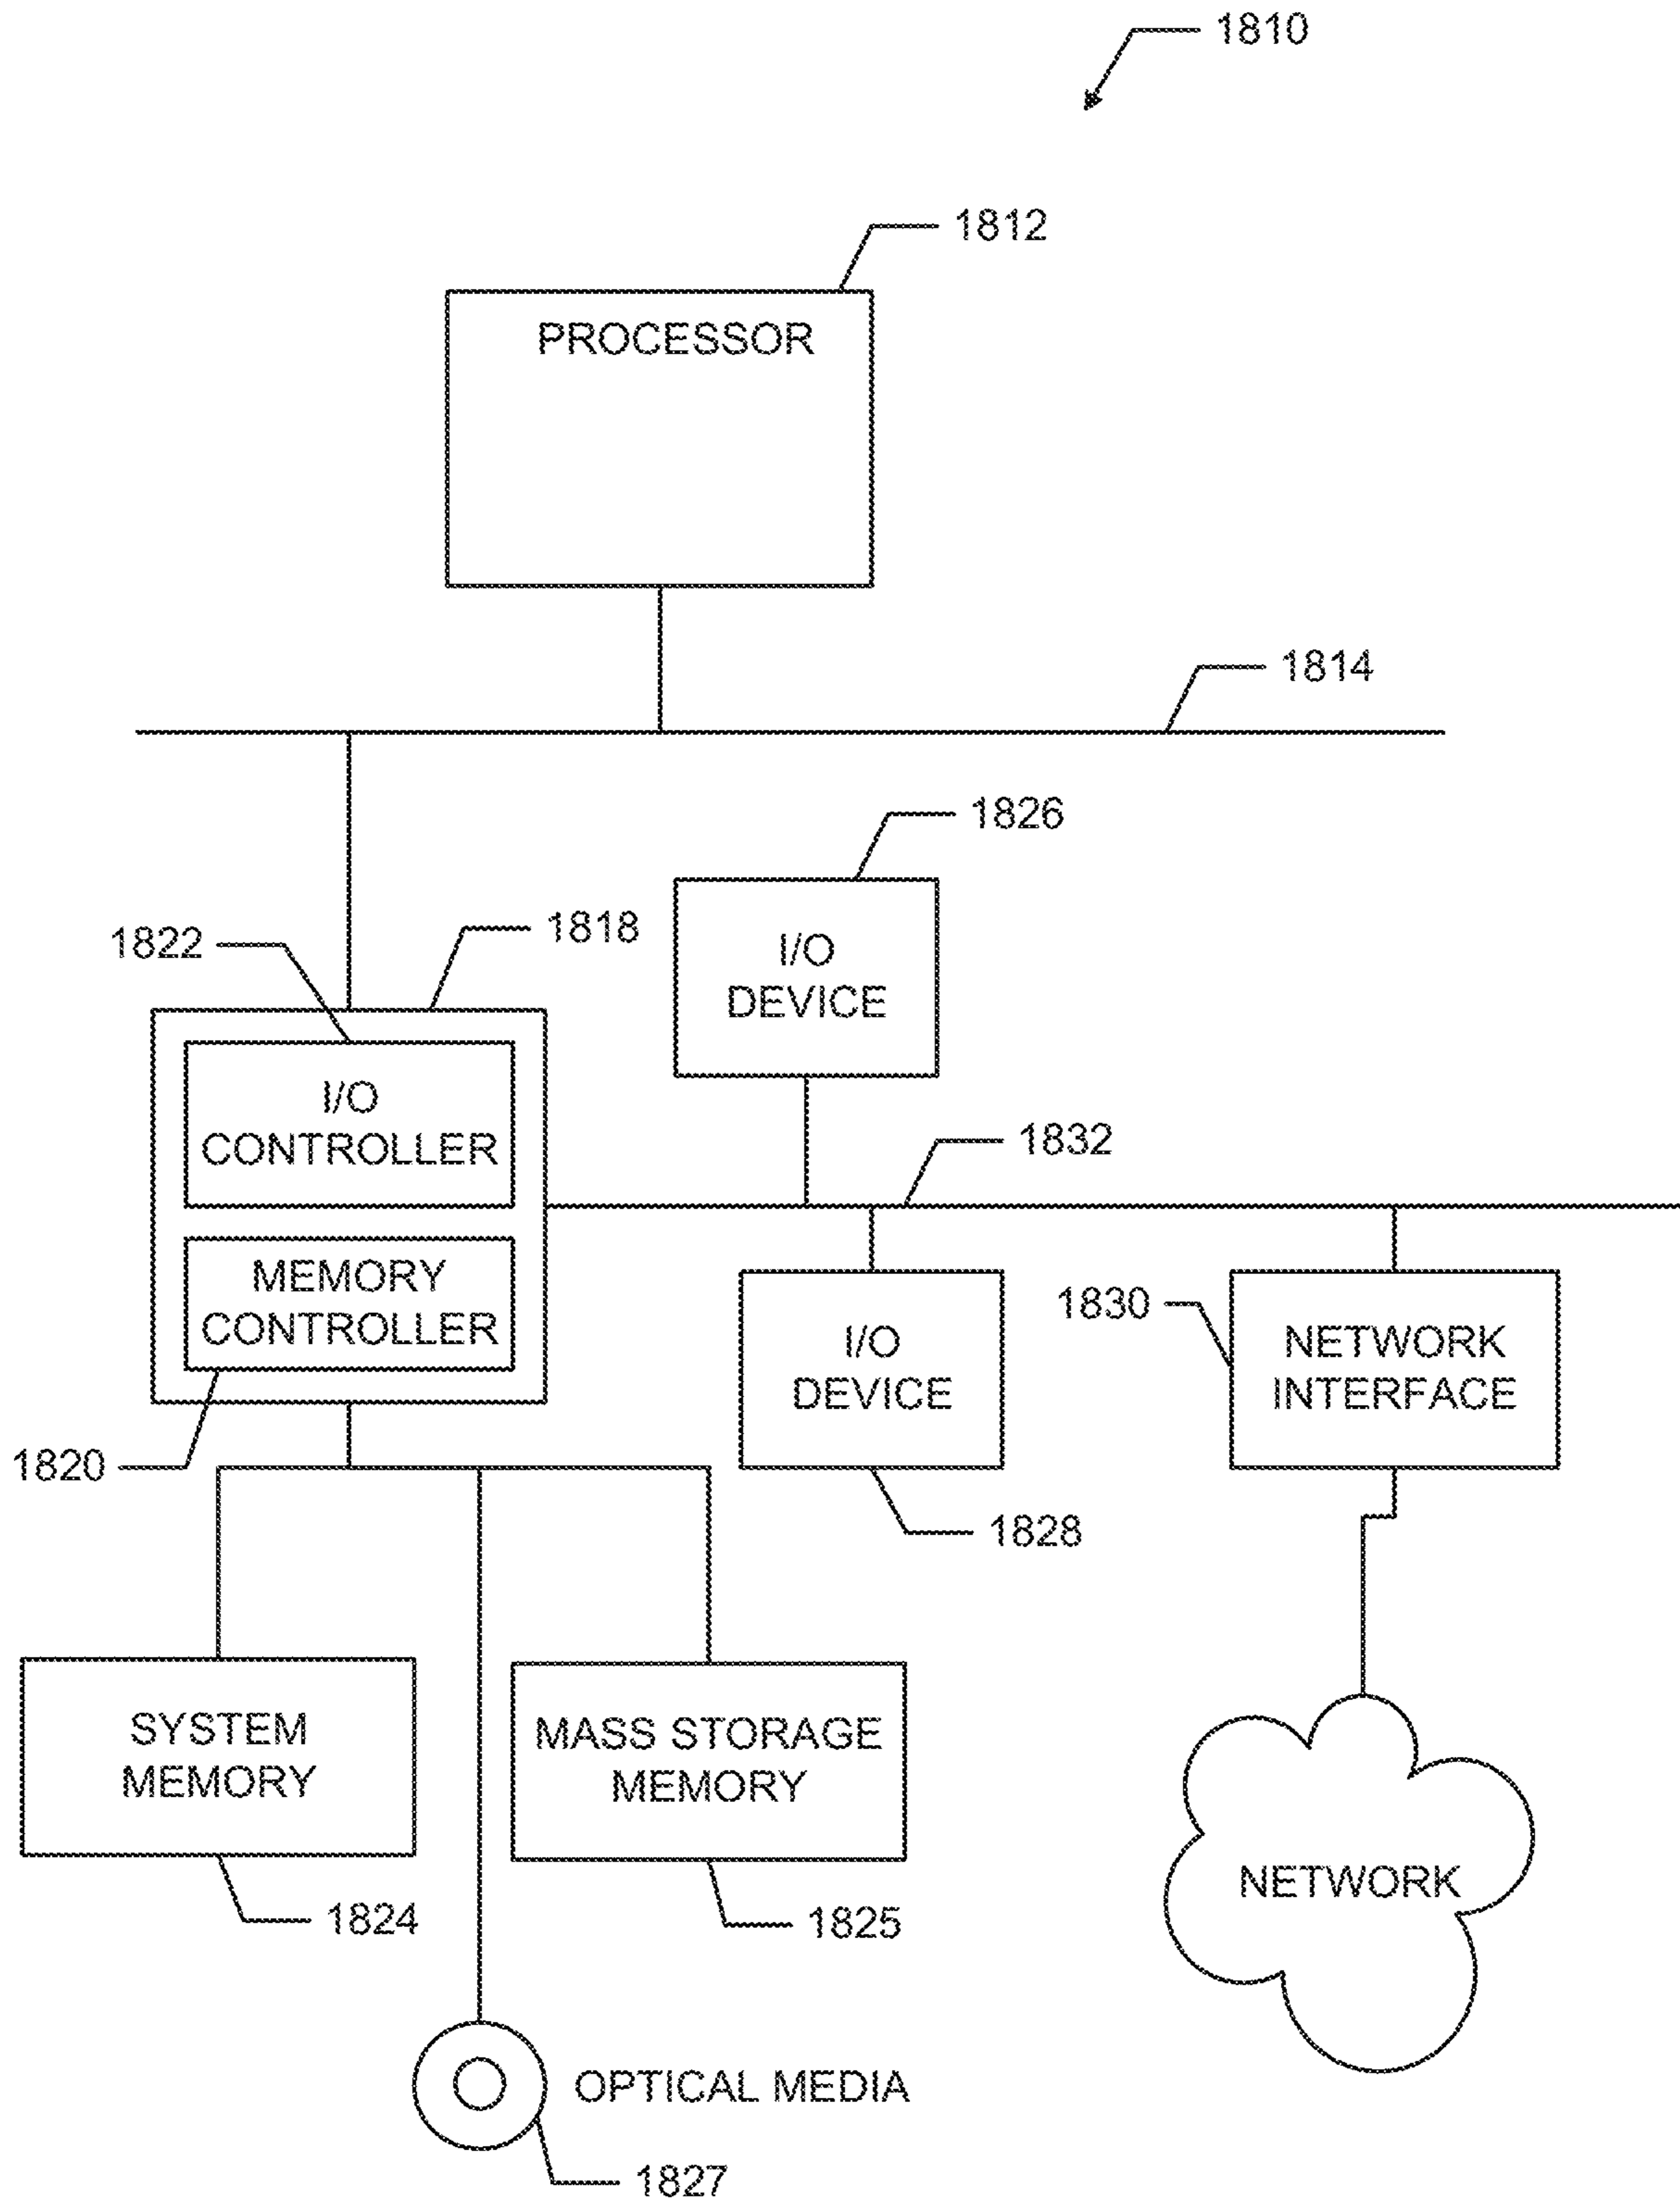 1810
1812
PROCESSOR
1814
1826
1818
1822
I/O
DEVICE
I/O
CONTROLLER
1832
MEMORY
CONTROLLER
1830
I/O
DEVICE
NETWORK
INTERFACE
1820
1828
SYSTEM
MEMORY
MASS STORAGE
MEMORY
NETWORK
1824
1825
OPTICAL MEDIA
1827